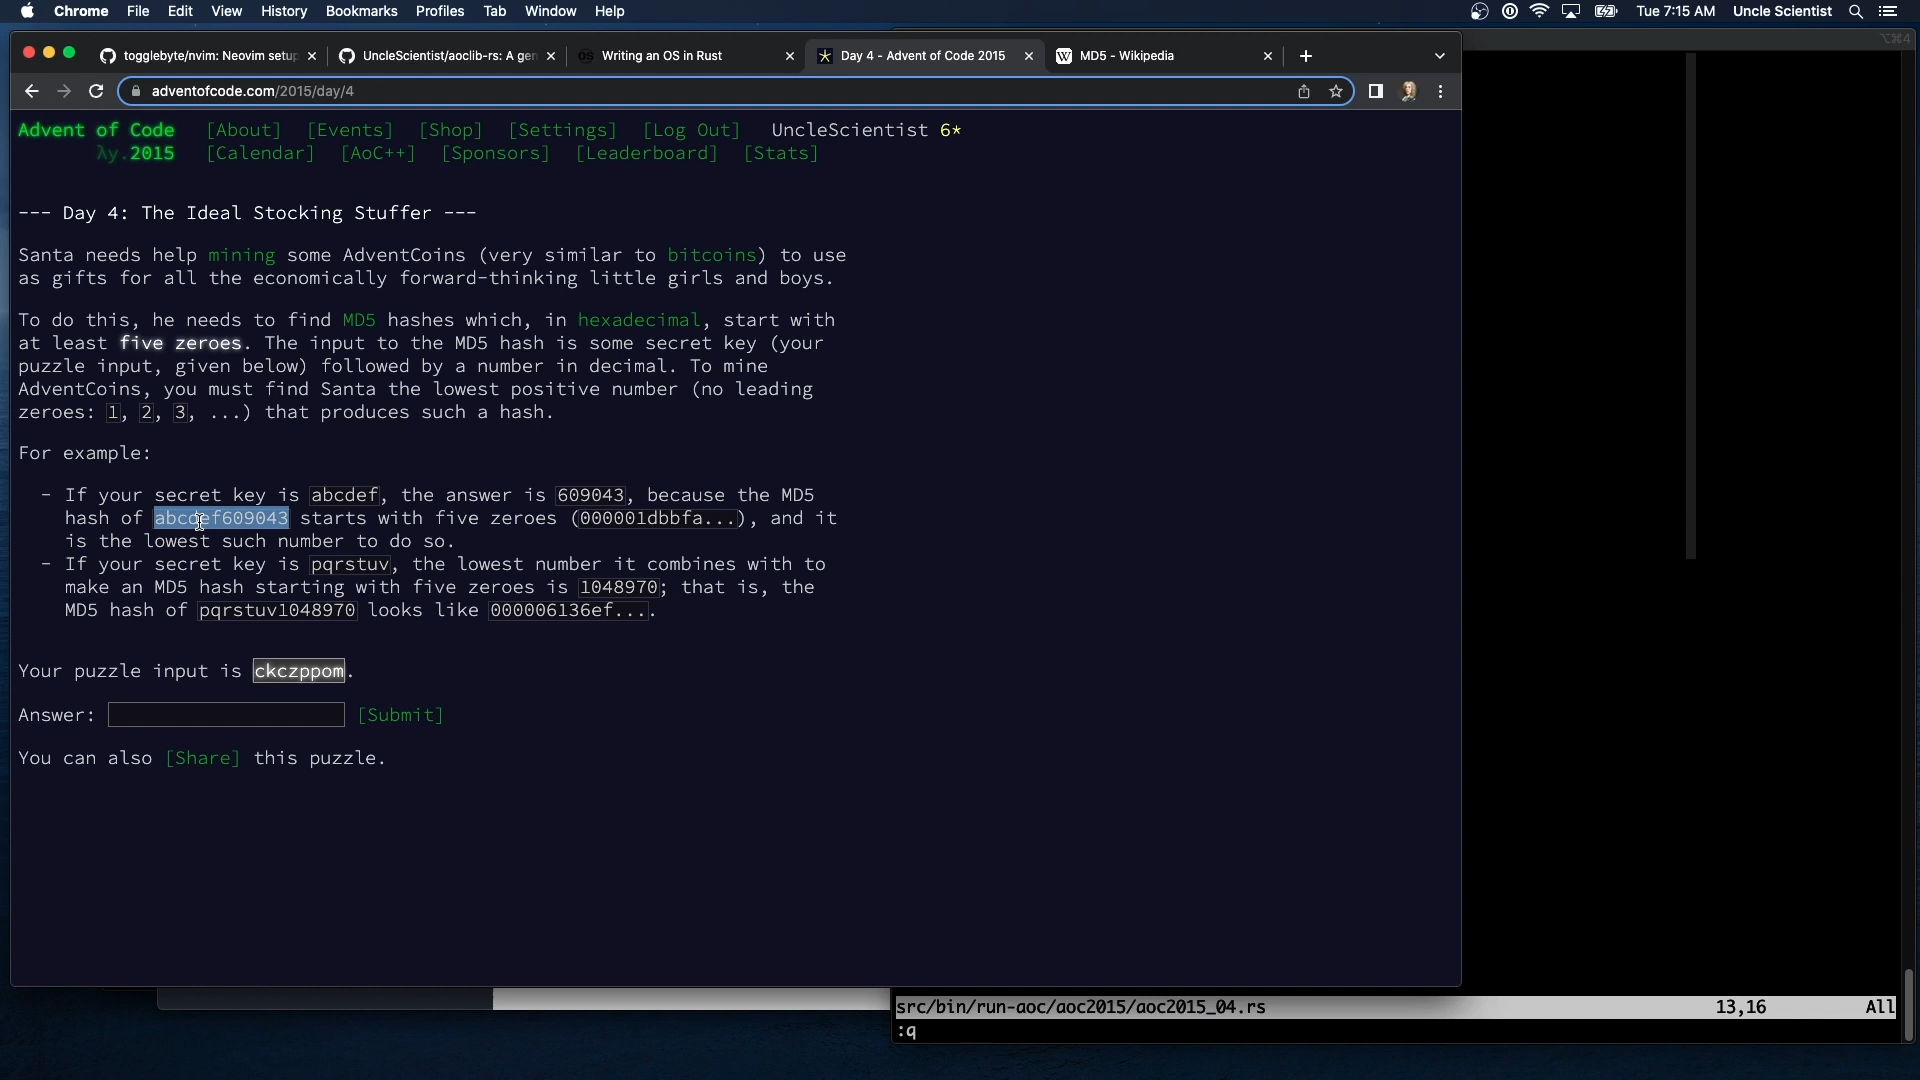 Chrome File Edit View History Bookmarks Profiles Tab Window Help Tue 7:15 AM Uncle Scientist
togglebyte/nvim: Neovim setup UncleScientist/aoclib-rs: A gen Writing an OS in Rust Day 4 - Advent of Code 2015 MD5 - Wikipedia
⌥⌘4
adventofcode.com/2015/day/4
Advent of Code [About] [Events] [Shop] [Settings] [Log Out] UncleScientist 6*
λy.2015 [Calendar] [AoC++] [Sponsors] [Leaderboard] [Stats]
--- Day 4: The Ideal Stocking Stuffer ---
Santa needs help mining some AdventCoins (very similar to bitcoins) to use
as gifts for all the economically forward-thinking little girls and boys.
To do this, he needs to find MD5 hashes which, in hexadecimal, start with
at least five zeroes. The input to the MD5 hash is some secret key (your
puzzle input, given below) followed by a number in decimal. To mine
AdventCoins, you must find Santa the lowest positive number (no leading
zeroes: 1, 2, 3, ...) that produces such a hash.
For example:
- If your secret key is abcdef, the answer is 609043, because the MD5
hash of abcdef609043 starts with five zeroes (000001dbbfa...), and it
is the lowest such number to do so.
- If your secret key is pqrstuv, the lowest number it combines with to
make an MD5 hash starting with five zeroes is 1048970; that is, the
MD5 hash of pqrstuv1048970 looks like 000006136ef....
Your puzzle input is ckczppom.
Answer: [Submit]
You can also [Share] this puzzle.
src/bin/run-aoc/aoc2015/aoc2015_04.rs 13,16 All
:q